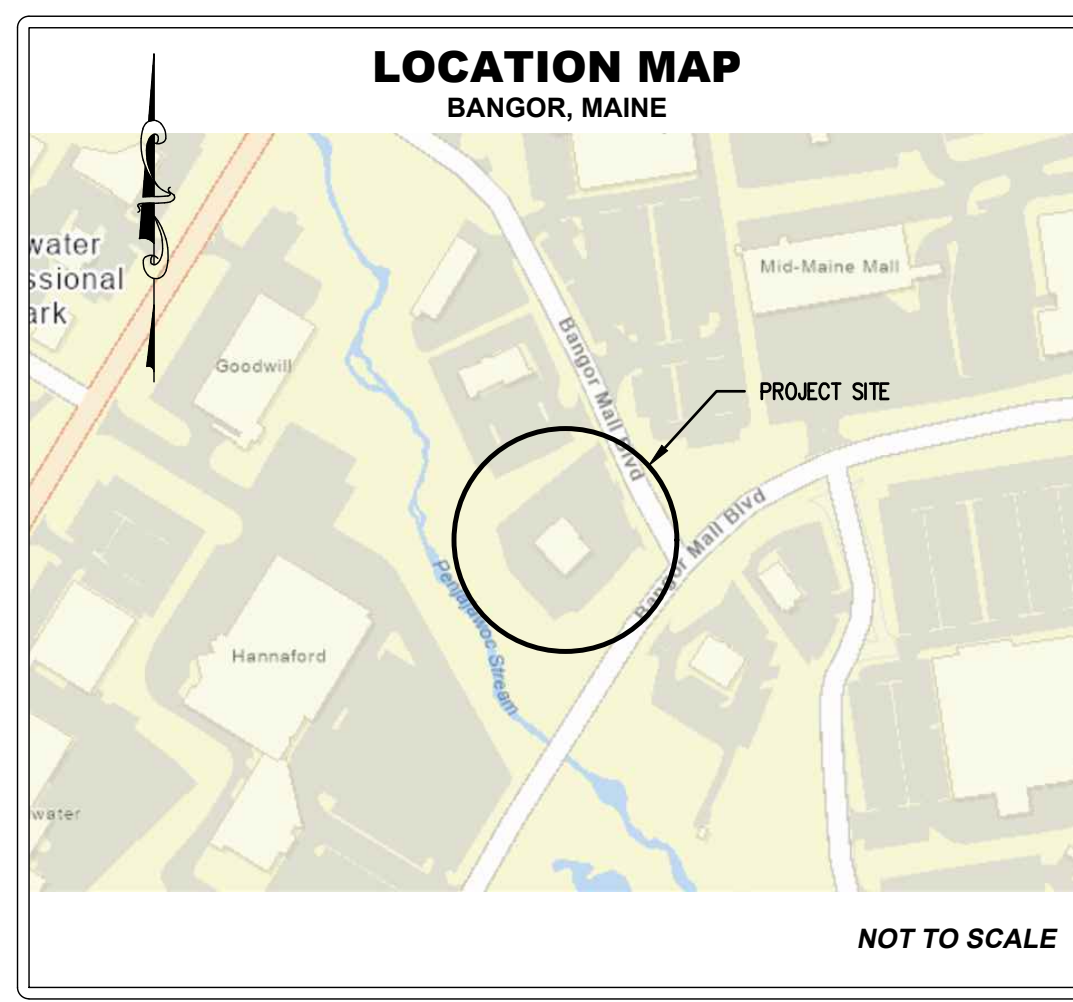 LOCATION MAP
BANGOR, MAINE
water
ssional
ark
Mid-Maine Mall
Goodwill
Bangor Mall Blvd
PROJECT SITE
Bangor Mall Blvd
Penjajawoc Stream
Hannaford
water
NOT TO SCALE